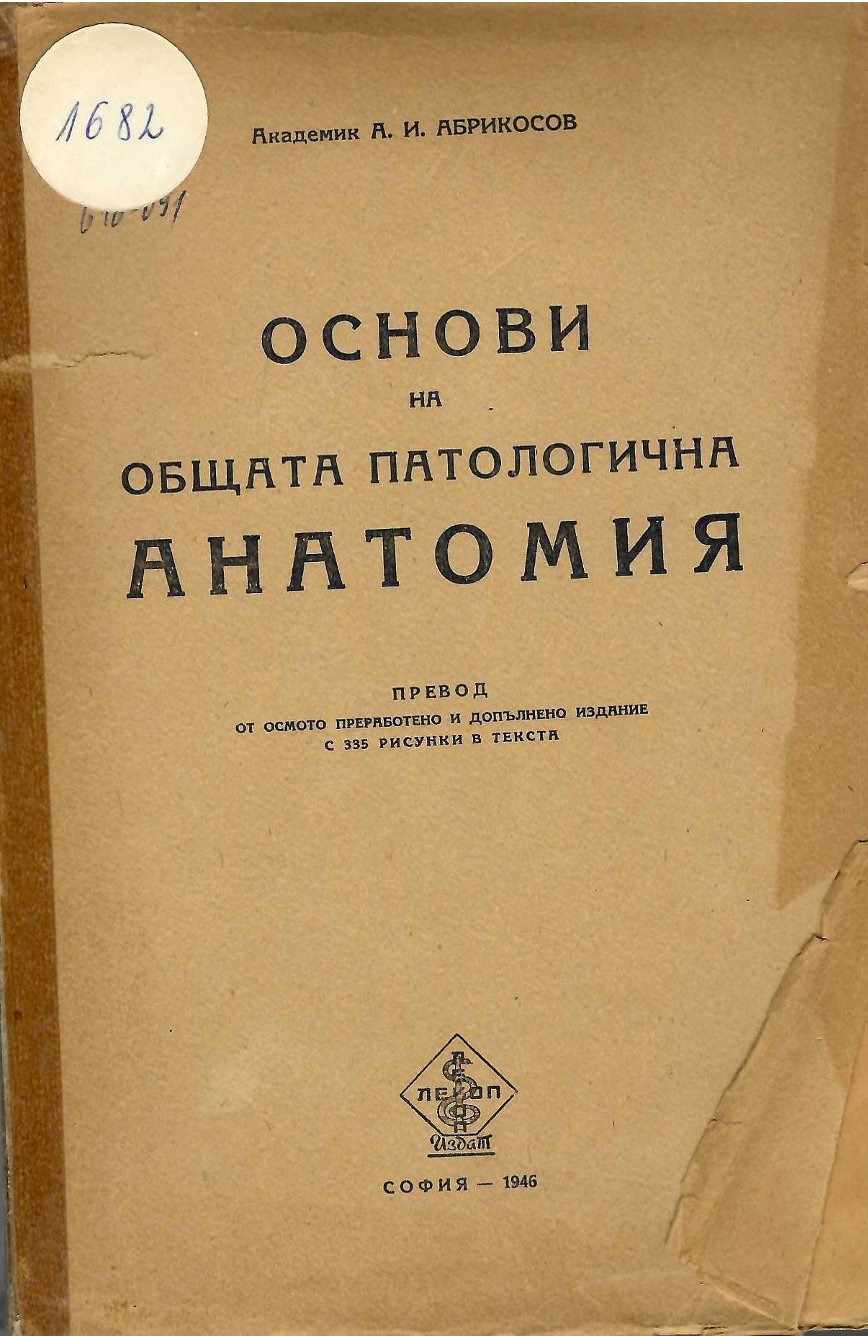 1682
Академик А. И. АБРИКОСОВ
ОСНОВИ
НА
ОБЩАТА ПАТОЛОГИЧНА
АНАТОМИЯ
ПРЕВОД
ОТ ОСМОТО ПРЕРАБОТЕНО И ДОПЪЛНЕНО ИЗДАНИЕ
С 335 РИСУНКИ В ТЕКСТА
ЛЕКОП
Издат
СОФИЯ — 1946